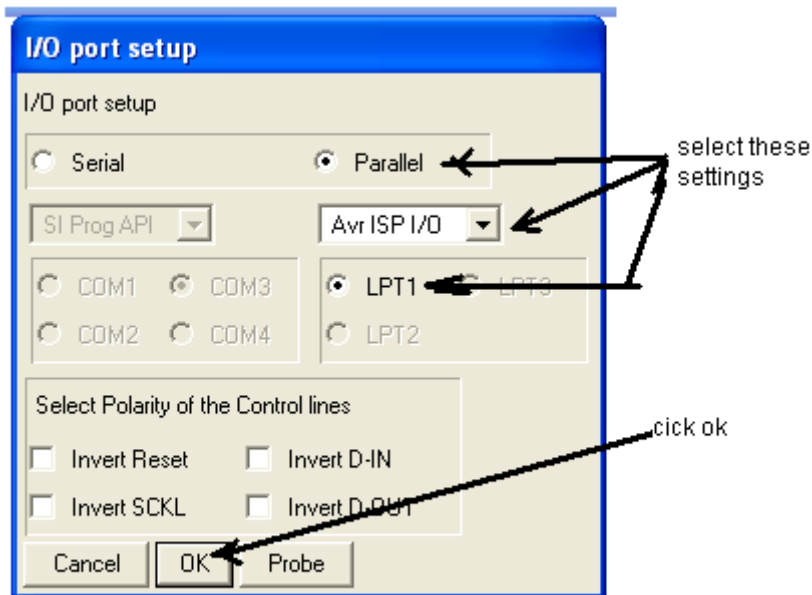 I/O port setup
I/O port setup
Serial Parallel
select these
settings
SI Prog API Avr ISP I/O
COM1 COM3 LPT1 LPT3
COM2 COM4 LPT2
Select Polarity of the Control lines
cick ok
Invert Reset Invert D-IN
Invert SCKL Invert D-OUT
Cancel OK Probe